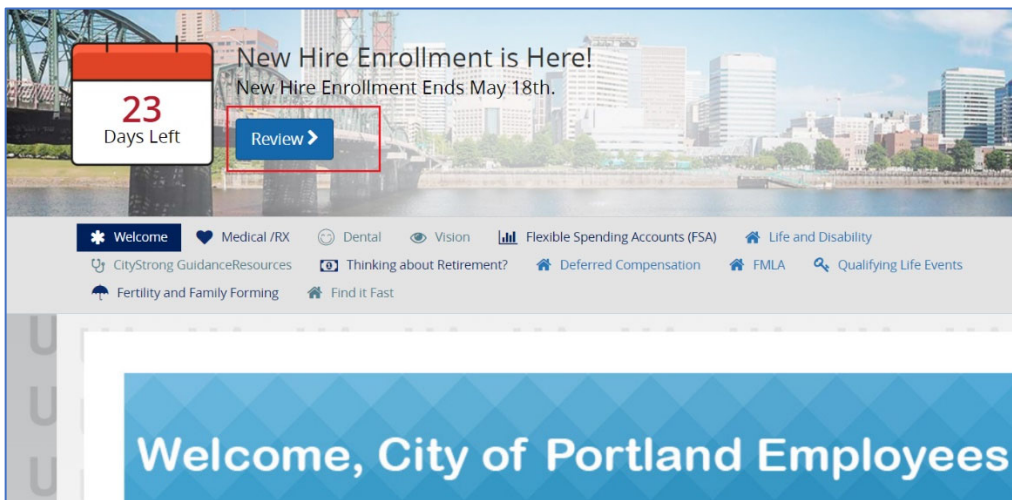 New Hire Enrollment is Here!
New Hire Enrollment Ends May 18th.
23
Days Left
Review
Welcome Medical /RX Dental Vision Flexible Spending Accounts (FSA) Life and Disability
CityStrong GuidanceResources Thinking about Retirement? Deferred Compensation FMLA Qualifying Life Events
Fertility and Family Forming Find it Fast
Welcome, City of Portland Employees